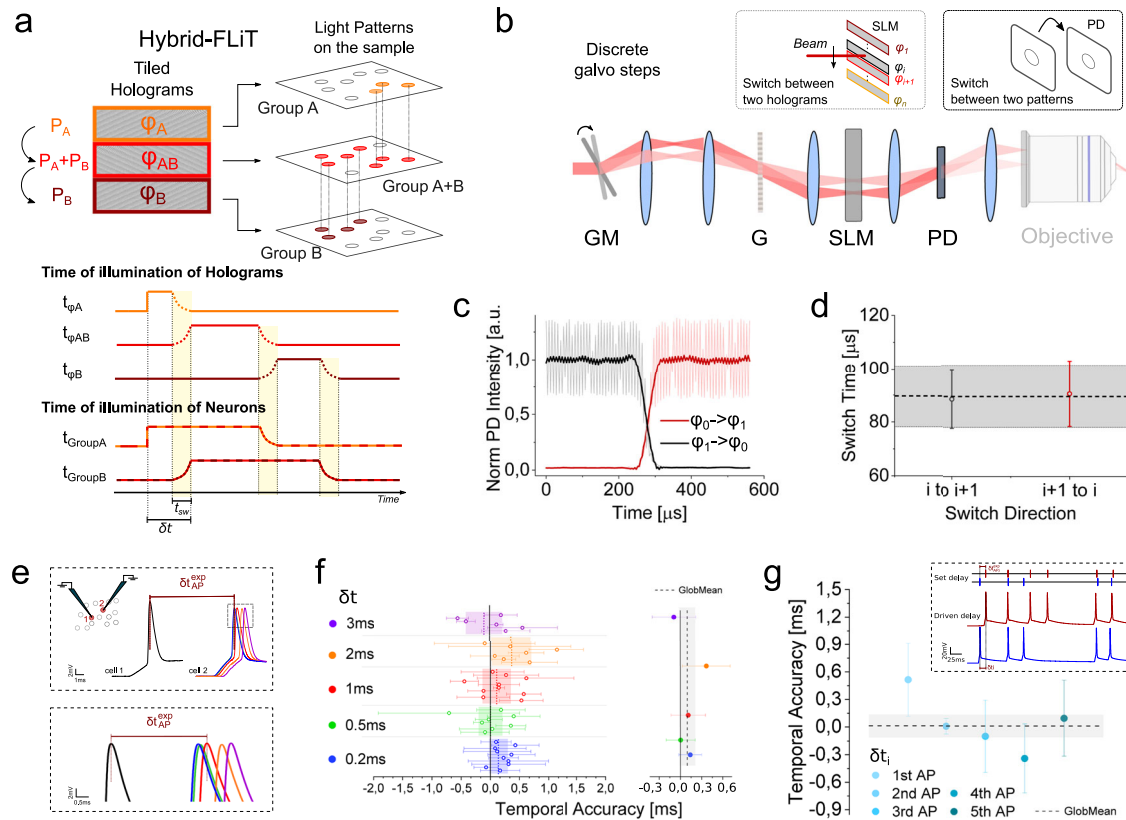 a
Hybrid-FLiT
Tiled
Holograms
Light Patterns
on the sample
P_A
φ_A
P_A+P_B
φ_AB
P_B
φ_B
Group A
Group A+B
Group B
Time of illumination of Holograms
t_φA
t_φAB
t_φB
Time of illumination of Neurons
t_GroupA
t_GroupB
Time
t_sw
δt
b
Discrete
galvo steps
SLM
Beam
φ_1
φ_i
φ_i+1
φ_n
Switch between
two holograms
PD
Switch
between two patterns
GM
G
SLM
PD
Objective
c
Norm PD Intensity [a.u.]
1,0
0,5
0,0
φ_0->φ_1
φ_1->φ_0
0
200
400
600
Time [μs]
d
Switch Time [μs]
120
100
80
60
i to i+1
i+1 to i
Switch Direction
e
δt_AP^exp
1
2
2mV
1ms
cell 1
cell 2
δt_AP^exp
2mV
0.5ms
f
δt
3ms
2ms
1ms
0.5ms
0.2ms
-2,0
-1,5
-1,0
-0,5
0,0
0,5
1,0
1,5
2,0
GlobMean
0,0
0,3
0,6
Temporal Accuracy [ms]
g
Temporal Accuracy [ms]
1,5
1,2
0,9
0,6
0,3
0,0
-0,3
-0,6
-0,9
Set delay
Driven delay
20mV
25ms
δt_i
1st AP
2nd AP
3rd AP
4th AP
5th AP
GlobMean